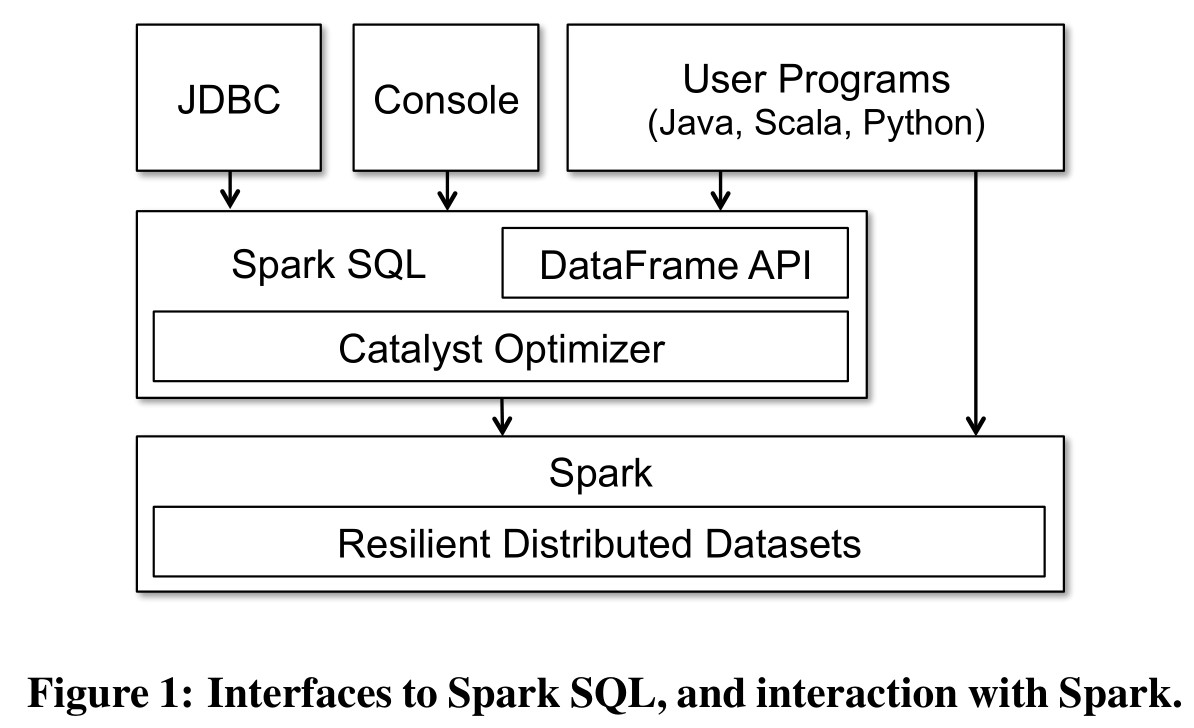 JDBC
Console
User Programs
(Java, Scala, Python)
Spark SQL
DataFrame API
Catalyst Optimizer
Spark
Resilient Distributed Datasets
Figure 1: Interfaces to Spark SQL, and interaction with Spark.